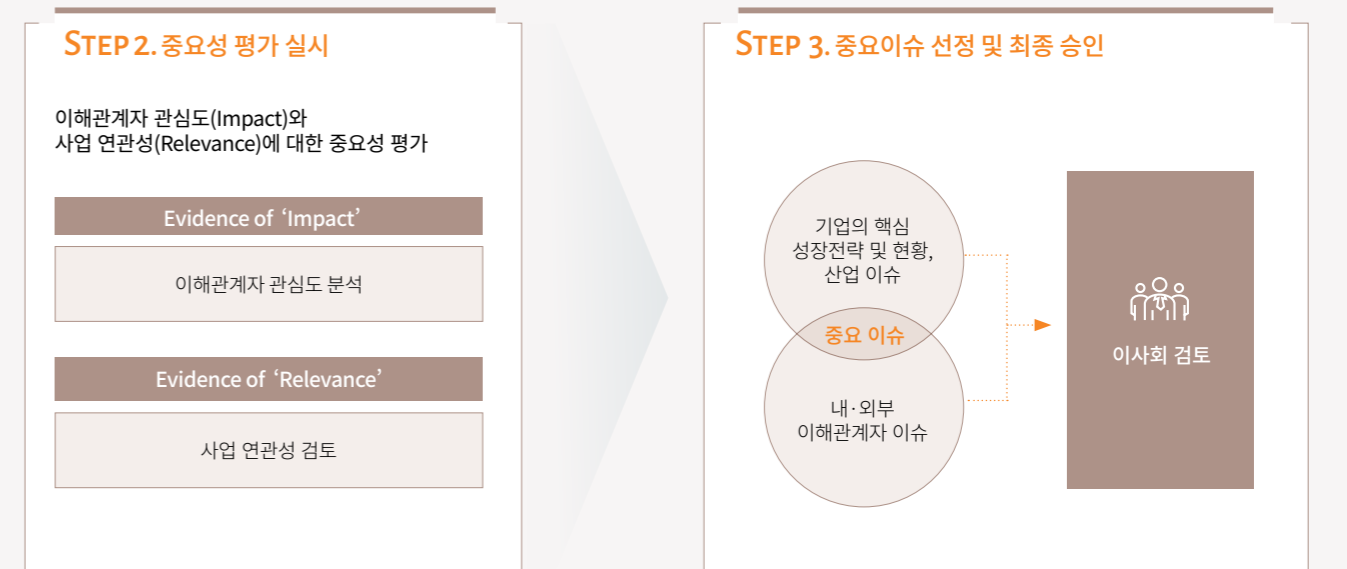 STEP 2. 중요성 평가 실시
이해관계자 관심도(Impact)와
사업 연관성(Relevance)에 대한 중요성 평가
Evidence of ‘Impact’
이해관계자 관심도 분석
Evidence of ‘Relevance’
사업 연관성 검토
STEP 3. 중요이슈 선정 및 최종 승인
기업의 핵심
성장전략 및 현황,
산업 이슈
중요 이슈
내·외부
이해관계자 이슈
이사회 검토